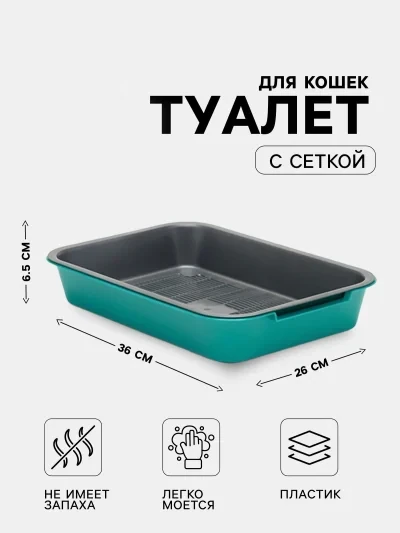 ДЛЯ КОШЕК
ТУАЛЕТ
С СЕТКОЙ
6.5 СМ
36 СМ
26 СМ
НЕ ИМЕЕТ
ЗАПАХА
ЛЕГКО
МОЕТСЯ
ПЛАСТИК